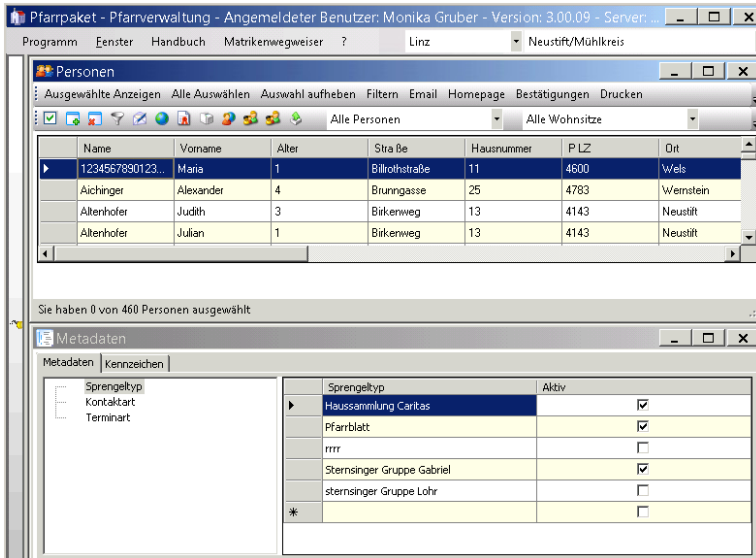 Pfarrpaket - Pfarrverwaltung - Angemeldeter Benutzer: Monika Gruber - Version: 3.00.09 - Server: ...
Programm Fenster Handbuch Matrikenwegweiser ? Linz Neustift/Mühlkreis
Personen
Ausgewählte Anzeigen Alle Auswählen Auswahl aufheben Filtern Email Homepage Bestätigungen Drucken
Alle Personen Alle Wohnsitze
Name Vorname Alter Straße Hausnummer PLZ Ort
1234567890123... Maria 1 Billrothstraße 11 4600 Wels
Aichinger Alexander 4 Brunngasse 25 4783 Wernstein
Altenhofer Judith 3 Birkenweg 13 4143 Neustift
Altenhofer Julian 1 Birkenweg 13 4143 Neustift
Sie haben 0 von 460 Personen ausgewählt
Metadaten
Metadaten Kennzeichen
Sprengeltyp
Kontaktart
Terminart
Sprengeltyp Aktiv
Haussammlung Caritas
Pfarrblatt
rrrr
Sternsinger Gruppe Gabriel
sternsinger Gruppe Lohr